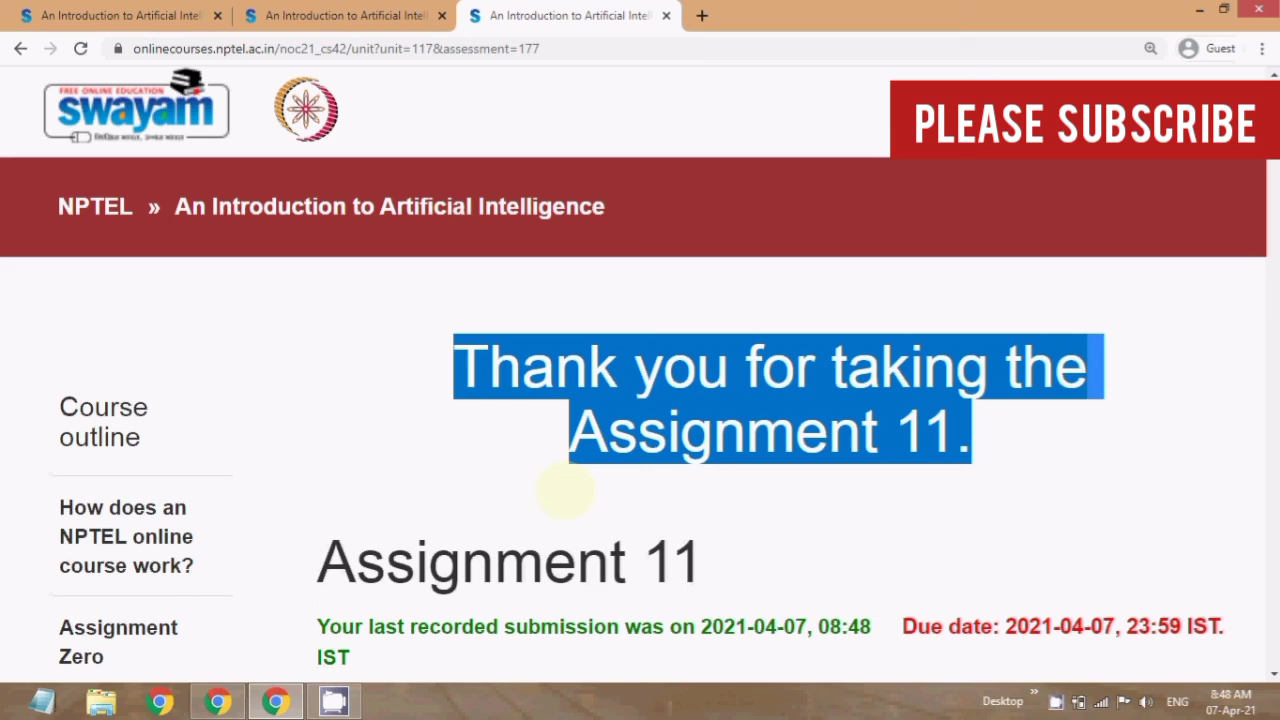 An Introduction to Artificial Intel
An Introduction to Artificial Intel
An Introduction to Artificial Intel
onlinecourses.nptel.ac.in/noc21_cs42/unit?unit=117&assessment=177
Guest
FREE ONLINE EDUCATION
swayam
PLEASE SUBSCRIBE
NPTEL » An Introduction to Artificial Intelligence
Thank you for taking the
Assignment 11.
Course
outline
How does an
NPTEL online
course work?
Assignment
Zero
Assignment 11
Your last recorded submission was on 2021-04-07, 08:48
IST
Due date: 2021-04-07, 23:59 IST.
Desktop
ENG
8:48 AM
07-Apr-21